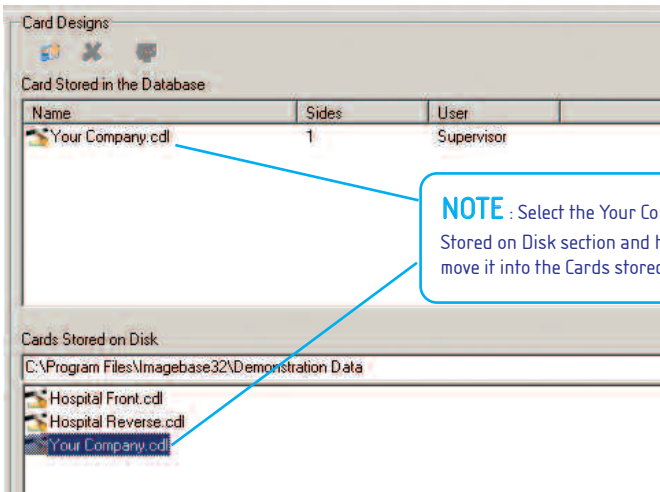 Card Designs
Card Stored in the Database
Name Sides User
Your Company.cdl 1 Supervisor
NOTE : Select the Your Co
Stored on Disk section and h
move it into the Cards stored
Cards Stored on Disk
C:\Program Files\Imagebase32\Demonstration Data
Hospital Front.cdl
Hospital Reverse.cdl
Your Company.cdl